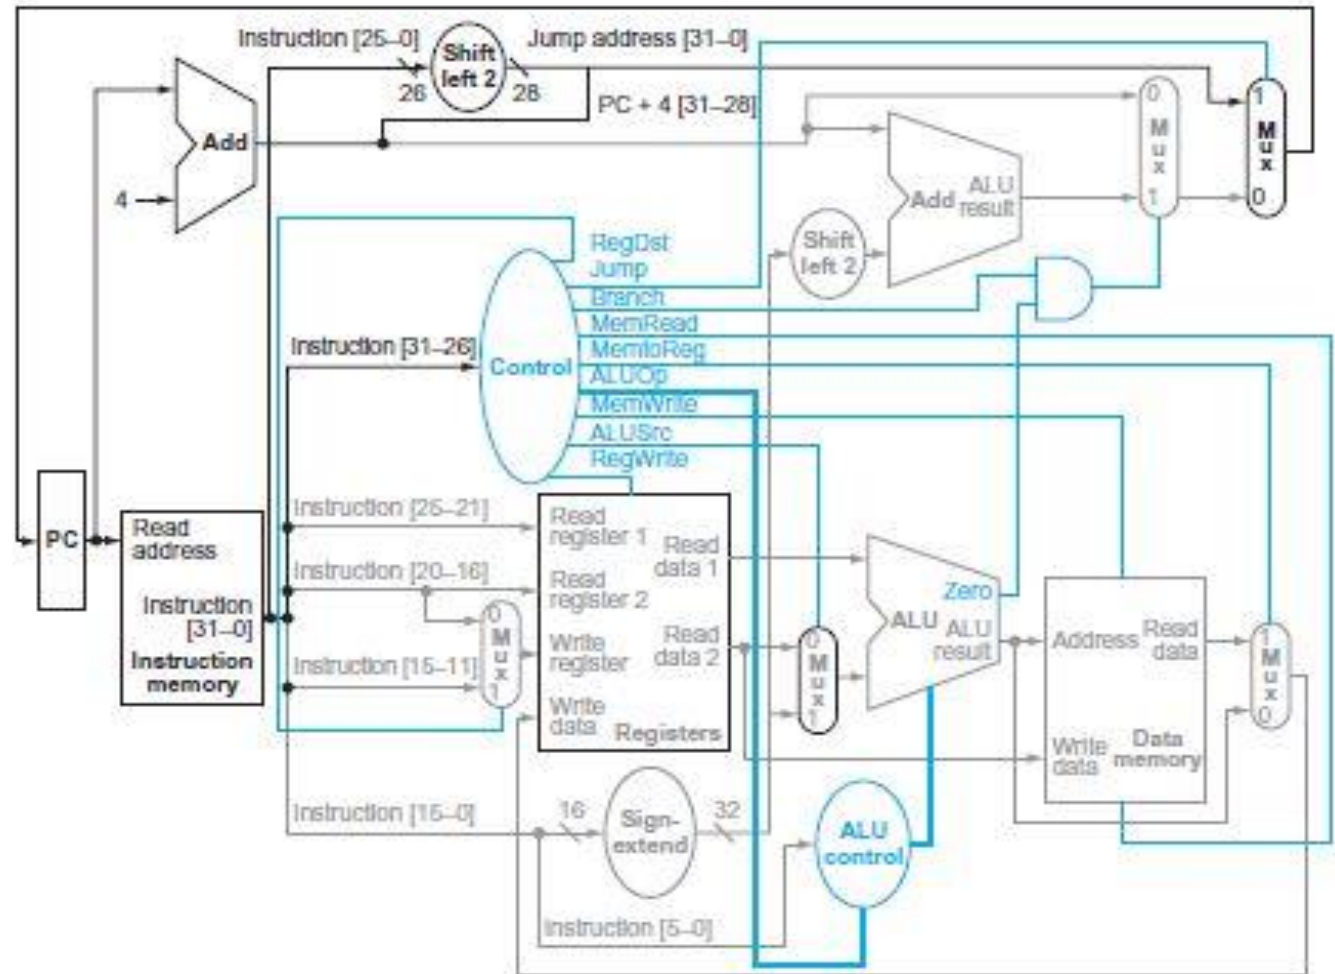 Instruction [25–0]
Shift
left 2
Jump address [31–0]
26
28
PC + 4 [31–28]
Add
4
0
M
u
x
1
1
M
u
x
0
Add
ALU
result
Shift
left 2
RegDst
Jump
Branch
MemRead
MemtoReg
ALUOp
MemWrite
ALUSrc
RegWrite
Instruction [31–26]
Control
PC
Read
address
Instruction
[31–0]
Instruction
memory
Instruction [25–21]
Instruction [20–16]
Instruction [15–11]
0
M
u
x
1
Read
register 1
Read
register 2
Write
register
Write
data
Read
data 1
Read
data 2
Registers
0
M
u
x
1
Zero
ALU
ALU
result
Address
Read
data
Write
data
Data
memory
1
M
u
x
0
Instruction [15–0]
16
Sign-
extend
32
ALU
control
Instruction [5–0]